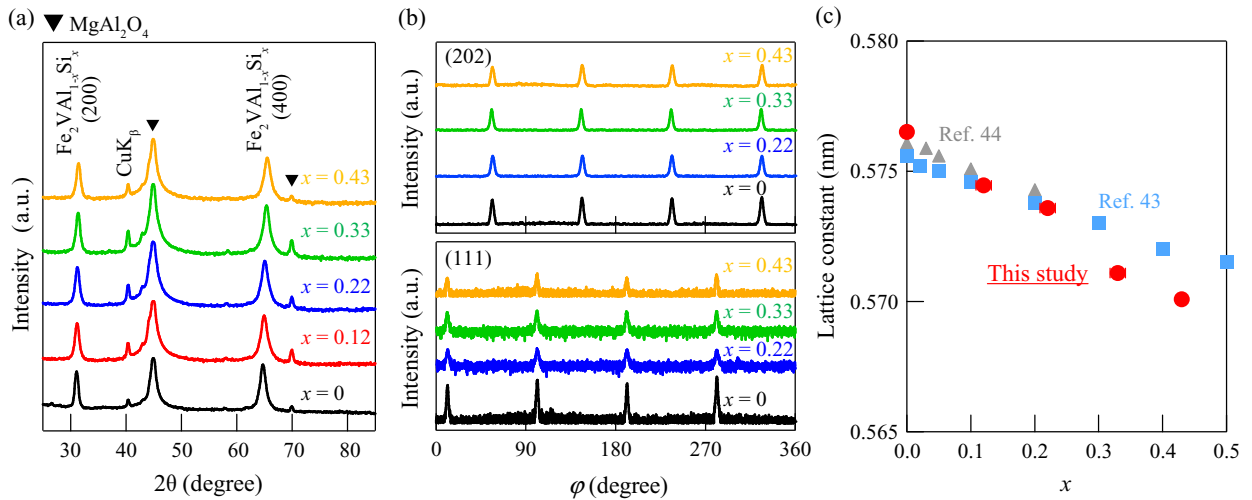 (a)
▼ MgAl₂O₄
Fe₂VAl₁₋ₓSiₓ
(200)
CuK_β
Fe₂VAl₁₋ₓSiₓ
(400)
x = 0.43
x = 0.33
x = 0.22
x = 0.12
x = 0
Intensity (a.u.)
30 40 50 60 70 80
2θ (degree)
(b)
(202)
x = 0.43
x = 0.33
x = 0.22
x = 0
Intensity (a.u.)
(111)
x = 0.43
x = 0.33
x = 0.22
x = 0
Intensity (a.u.)
0 90 180 270 360
φ (degree)
(c)
0.580
0.575
0.570
0.565
Lattice constant (nm)
Ref. 44
Ref. 43
This study
0.0 0.1 0.2 0.3 0.4 0.5
x